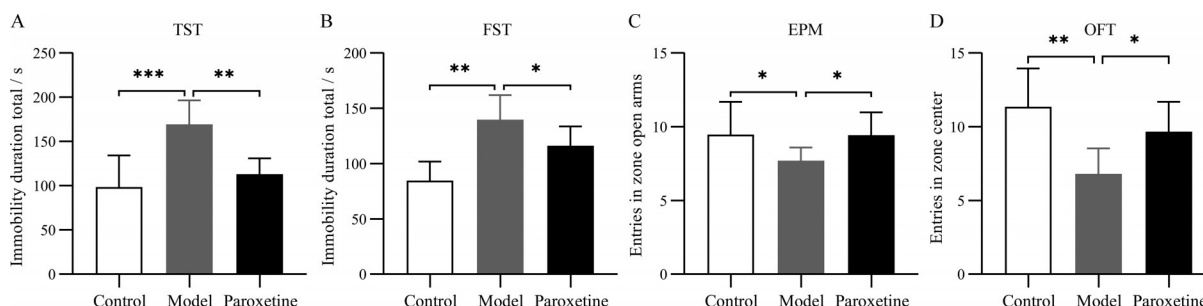 A
TST
Immobility duration total / s
250
200
150
100
50
0
***
**
Control
Model
Paroxetine
B
FST
Immobility duration total / s
200
150
100
50
0
**
*
Control
Model
Paroxetine
C
EPM
Entries in zone open arms
15
10
5
0
*
*
Control
Model
Paroxetine
D
OFT
Entries in zone center
15
10
5
0
**
*
Control
Model
Paroxetine